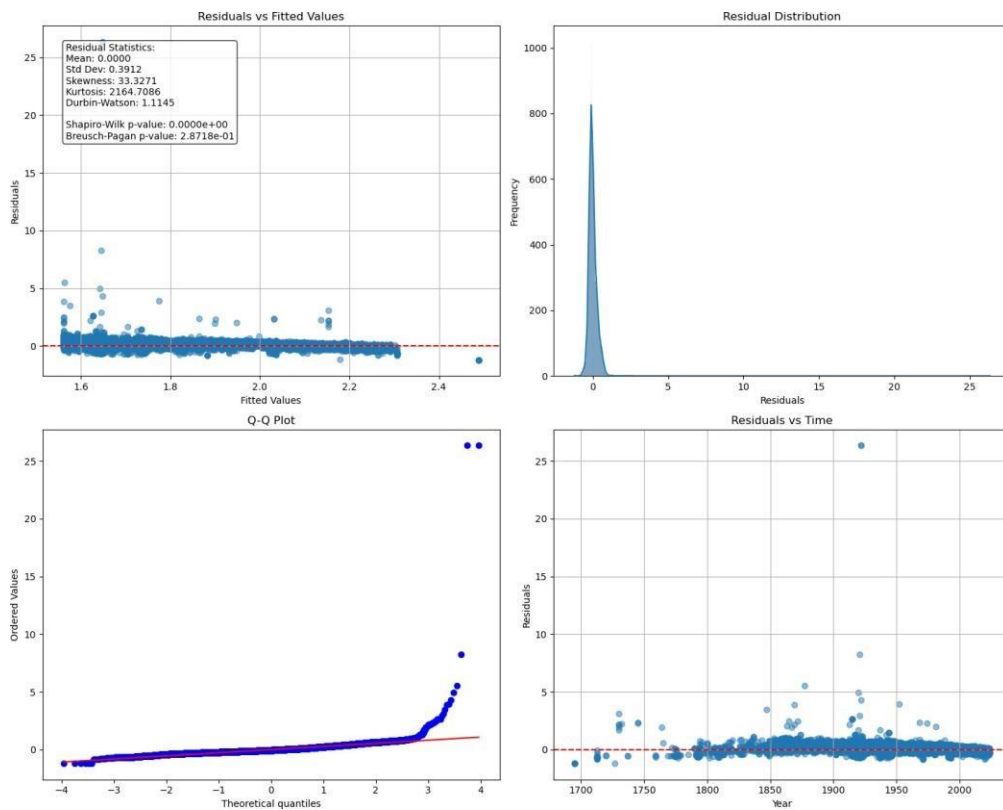 Residuals vs Fitted Values
Residual Statistics:
Mean: 0.0000
Std Dev: 0.3912
Skewness: 33.3271
Kurtosis: 2164.7086
Durbin-Watson: 1.1145
Shapiro-Wilk p-value: 0.0000e+00
Breusch-Pagan p-value: 2.8718e-01
25
20
15
10
5
0
Residuals
1.6 1.8 2.0 2.2 2.4
Fitted Values
Residual Distribution
1000
800
600
400
200
0
Frequency
0 5 10 15 20 25
Residuals
Q-Q Plot
25
20
15
10
5
0
Ordered Values
−4 −3 −2 −1 0 1 2 3 4
Theoretical quantiles
Residuals vs Time
25
20
15
10
5
0
Residuals
1700 1750 1800 1850 1900 1950 2000
Year